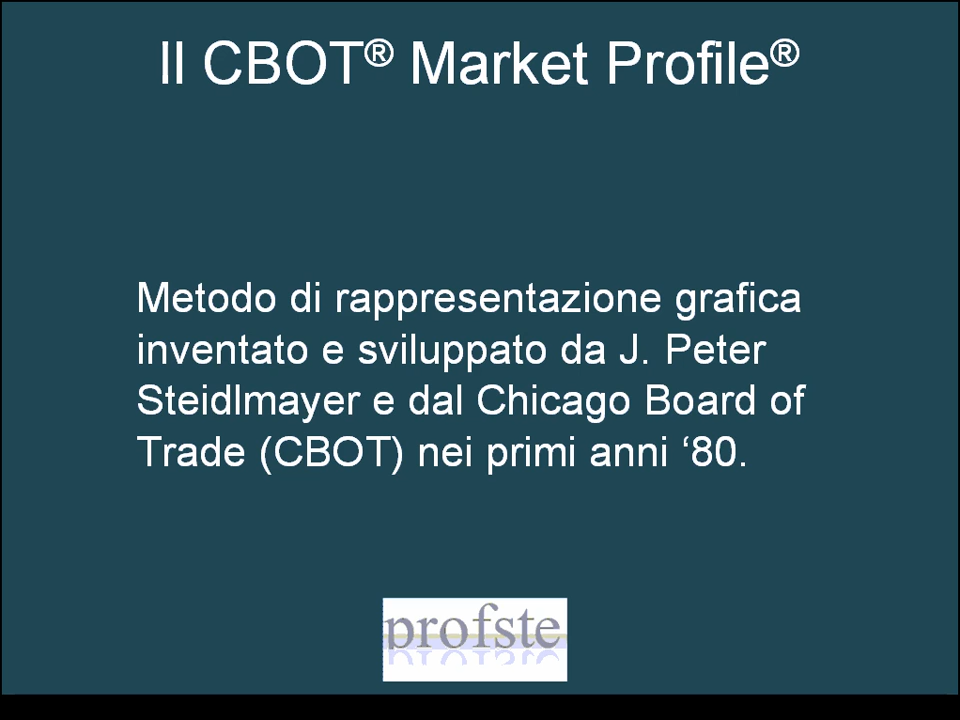 Il CBOT® Market Profile®
Metodo di rappresentazione grafica
inventato e sviluppato da J. Peter
Steidlmayer e dal Chicago Board of
Trade (CBOT) nei primi anni ‘80.
profste